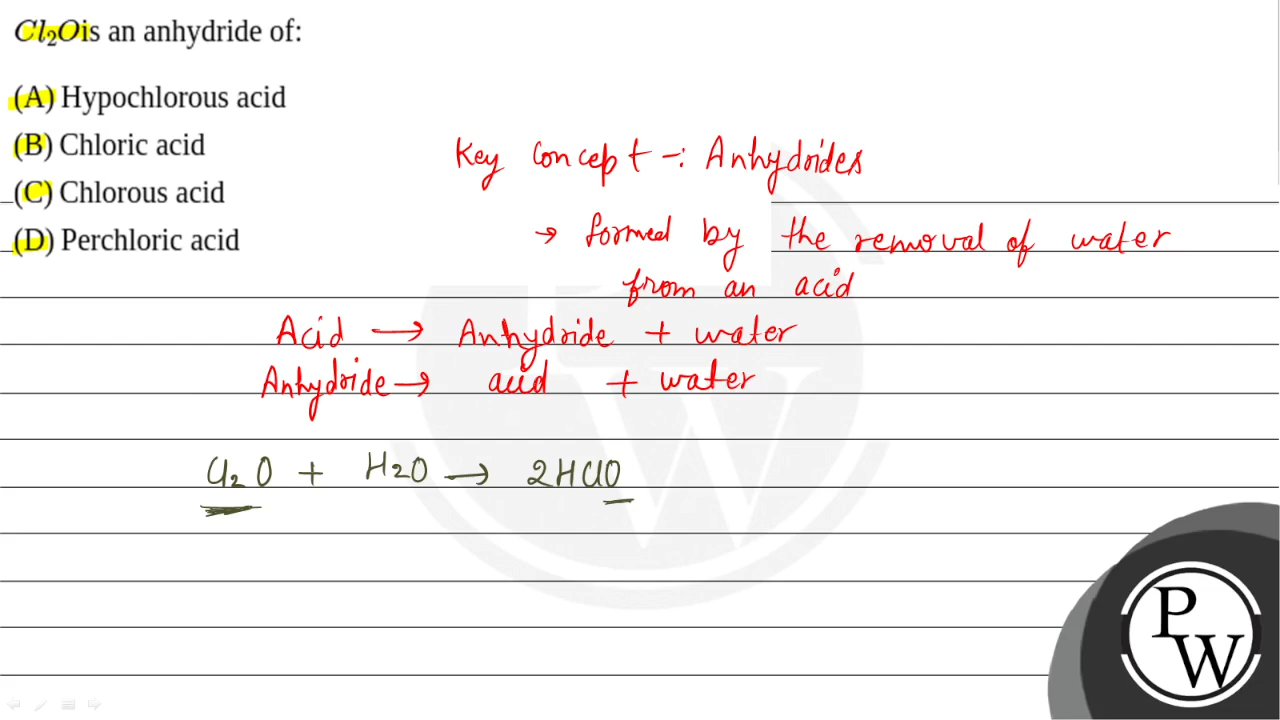 Cl₂O is an anhydride of:
(A) Hypochlorous acid
(B) Chloric acid
(C) Chlorous acid
(D) Perchloric acid
Key Concept -: Anhydrides
→ formed by the removal of water
from an acid
Acid → Anhydride + water
Anhydride → acid + water
Cl₂O + H₂O → 2HClO
P
W